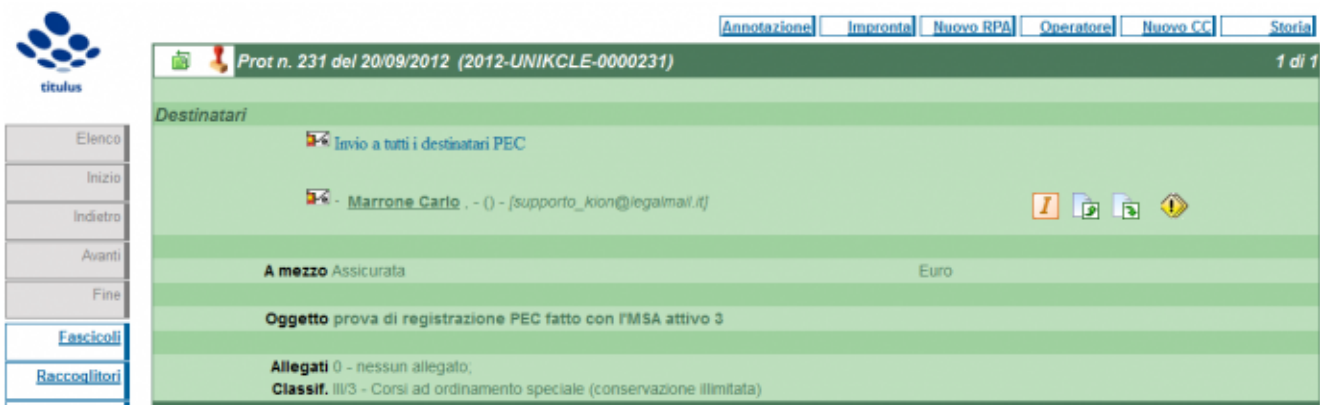 Annotazione Impronta Nuovo RPA Operatore Nuovo CC Storia
titulus
Prot n. 231 del 20/09/2012 (2012-UNIKCLE-0000231) 1 di 1
Destinatari
Elenco
Invio a tutti i destinatari PEC
Inizio
- Marrone Carlo , - () - [supporto_kion@legalmail.it]
Indietro
Avanti
A mezzo Assicurata Euro
Fine
Oggetto prova di registrazione PEC fatto con l'MSA attivo 3
Fascicoli
Allegati 0 - nessun allegato;
Raccoglitori
Classif. III/3 - Corsi ad ordinamento speciale (conservazione illimitata)